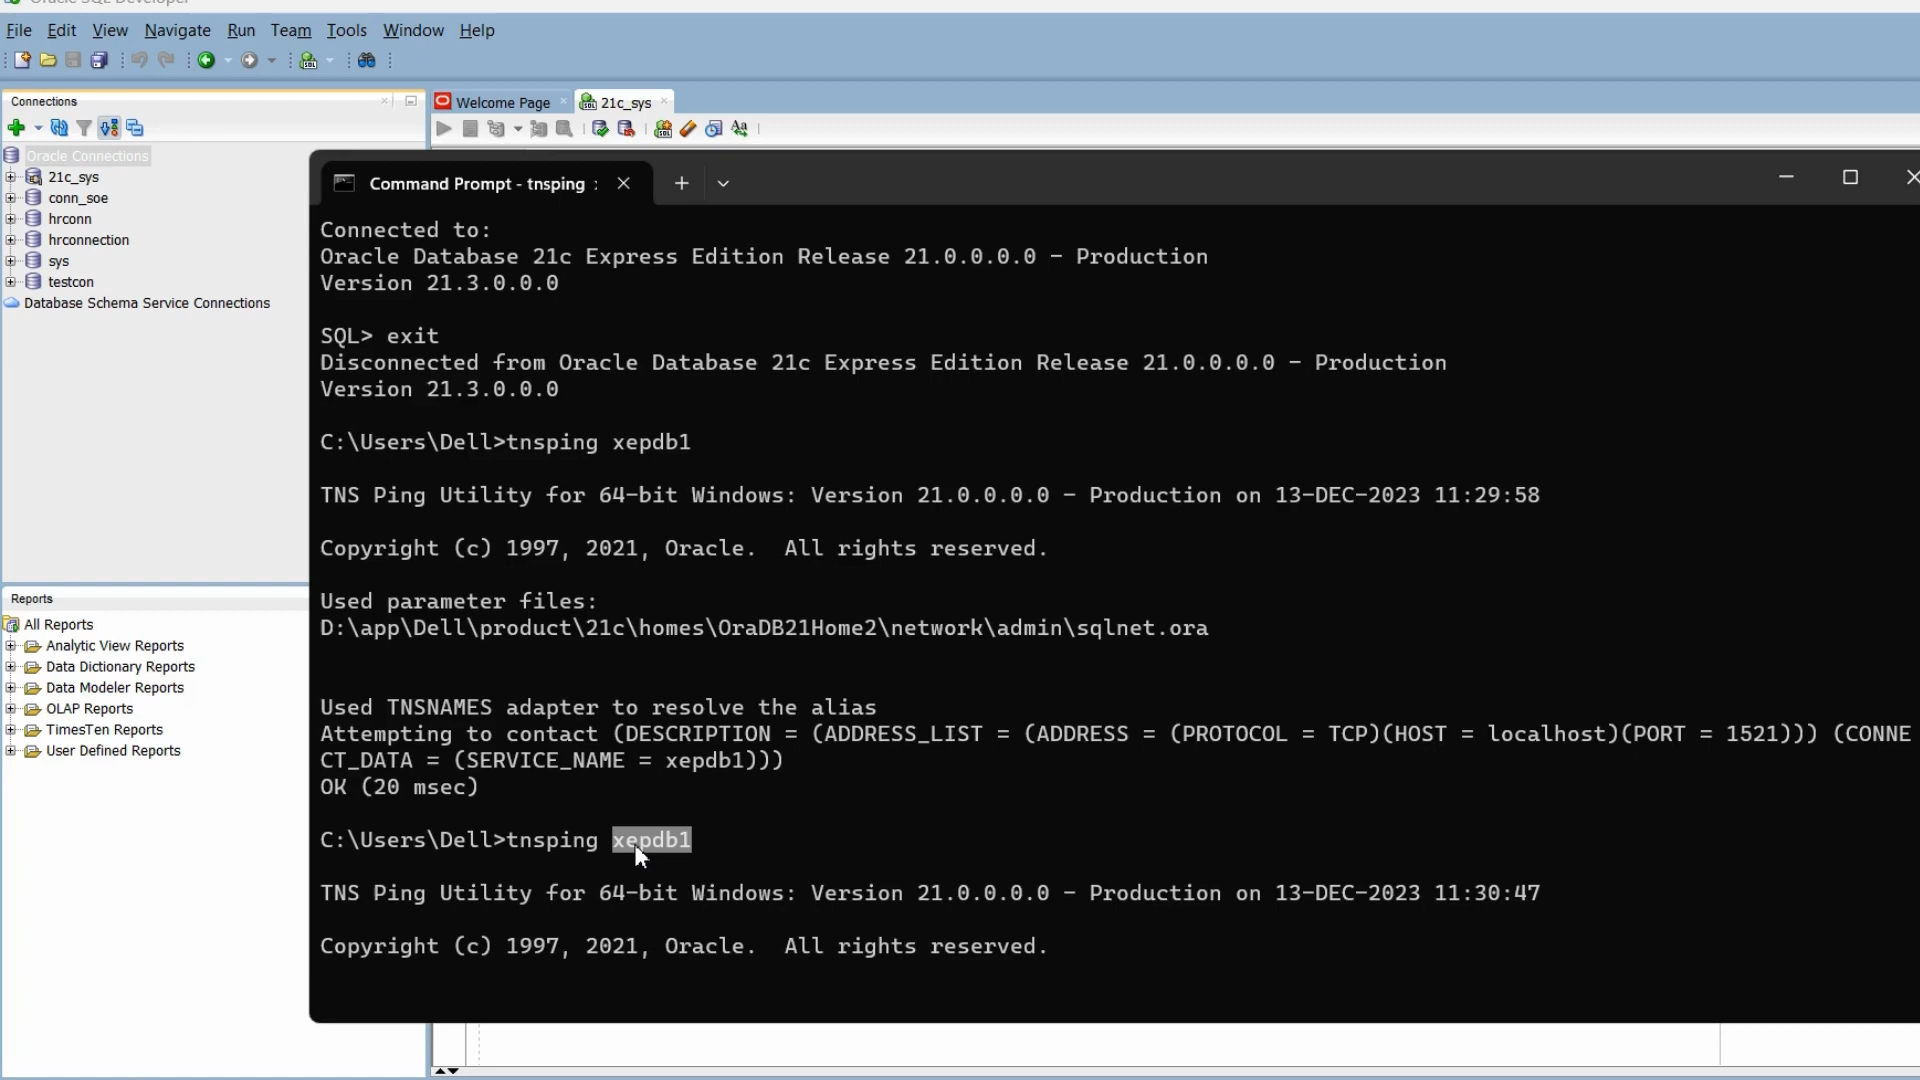 Oracle SQL Developer
File Edit View Navigate Run Team Tools Window Help
Connections
Welcome Page
21c_sys
Oracle Connections
21c_sys
conn_soe
hrconn
hrconnection
sys
testcon
Database Schema Service Connections
Reports
All Reports
Analytic View Reports
Data Dictionary Reports
Data Modeler Reports
OLAP Reports
TimesTen Reports
User Defined Reports
Command Prompt - tnsping
Connected to:
Oracle Database 21c Express Edition Release 21.0.0.0.0 - Production
Version 21.3.0.0.0
SQL> exit
Disconnected from Oracle Database 21c Express Edition Release 21.0.0.0.0 - Production
Version 21.3.0.0.0
C:\Users\Dell>tnsping xepdb1
TNS Ping Utility for 64-bit Windows: Version 21.0.0.0.0 - Production on 13-DEC-2023 11:29:58
Copyright (c) 1997, 2021, Oracle.  All rights reserved.
Used parameter files:
D:\app\Dell\product\21c\homes\OraDB21Home2\network\admin\sqlnet.ora
Used TNSNAMES adapter to resolve the alias
Attempting to contact (DESCRIPTION = (ADDRESS_LIST = (ADDRESS = (PROTOCOL = TCP)(HOST = localhost)(PORT = 1521))) (CONNE
CT_DATA = (SERVICE_NAME = xepdb1)))
OK (20 msec)
C:\Users\Dell>tnsping xepdb1
TNS Ping Utility for 64-bit Windows: Version 21.0.0.0.0 - Production on 13-DEC-2023 11:30:47
Copyright (c) 1997, 2021, Oracle.  All rights reserved.